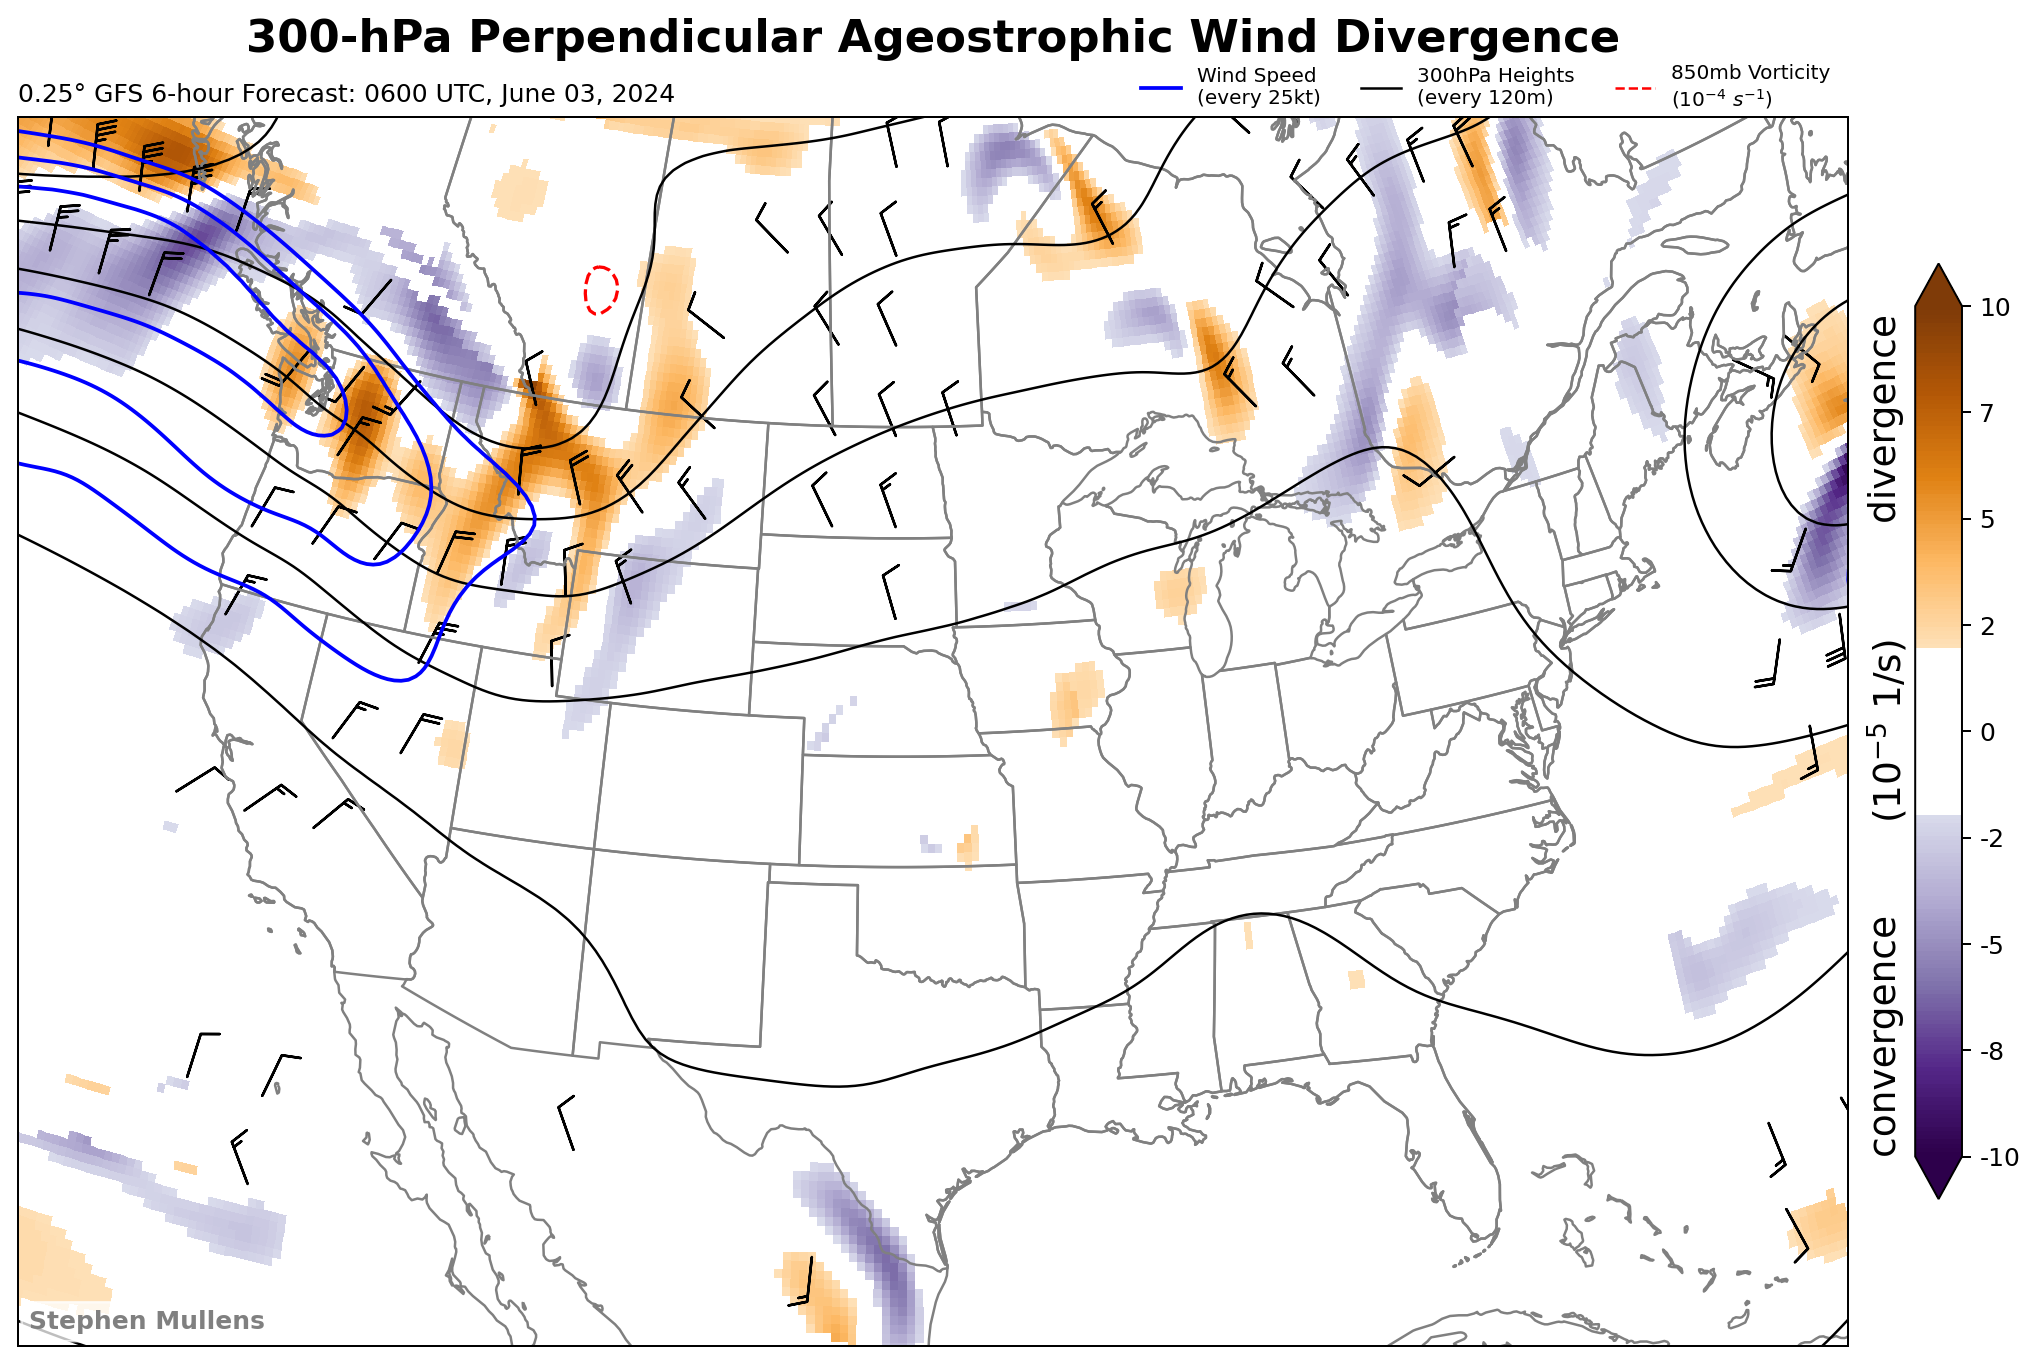 300-hPa Perpendicular Ageostrophic Wind Divergence
0.25° GFS 6-hour Forecast: 0600 UTC, June 03, 2024
Wind Speed
(every 25kt)
300hPa Heights
(every 120m)
850mb Vorticity
(10⁻⁴ s⁻¹)
10
7
5
2
0
-2
-5
-8
-10
convergence (10⁻⁵ 1/s) divergence
Stephen Mullens